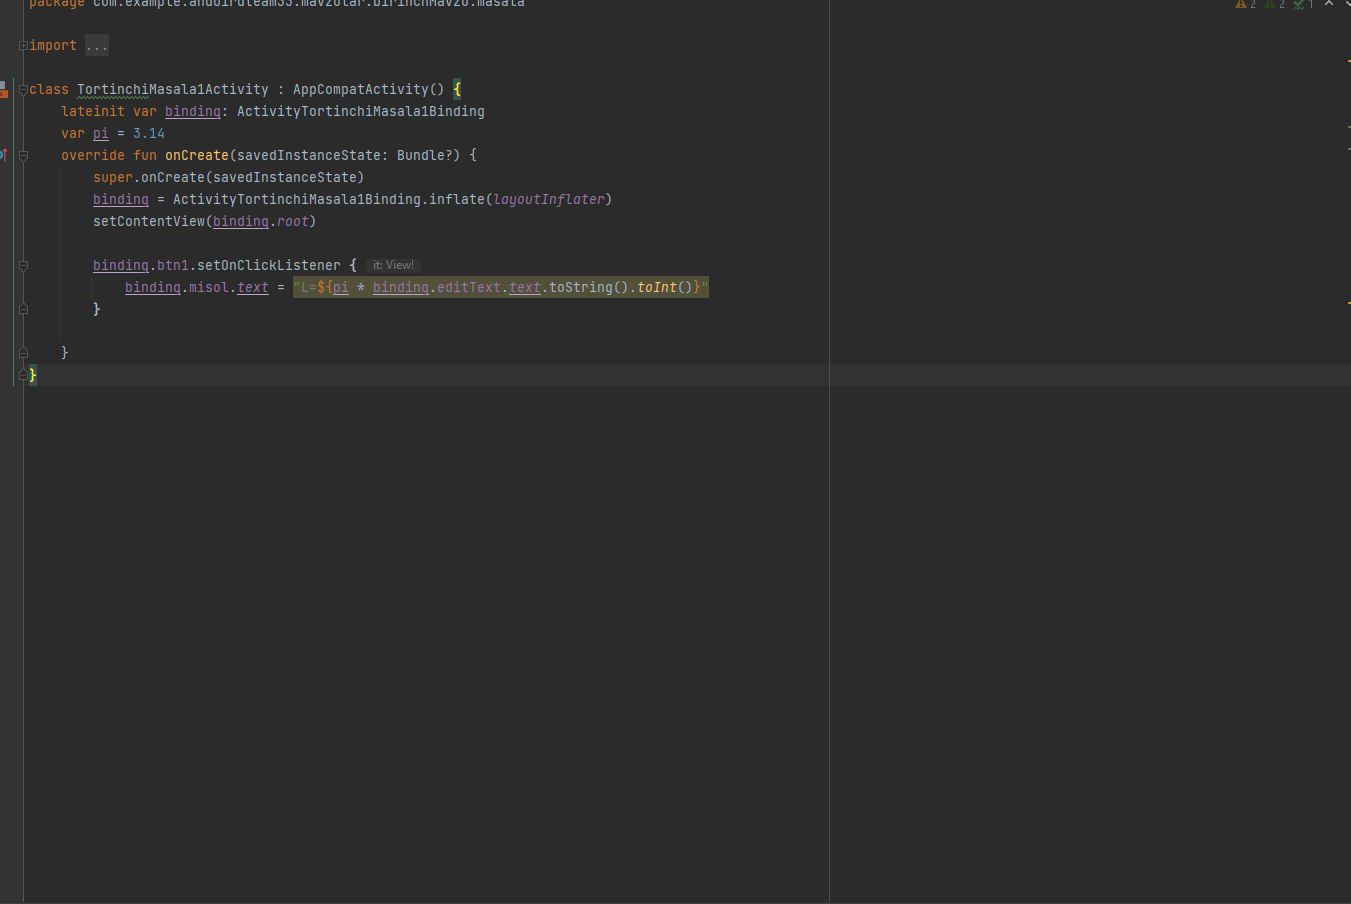 package com.example.andoirdteam33.mavzular.birinchMavzu.masala 2 2 1
import ...
class TortinchiMasala1Activity : AppCompatActivity() {
lateinit var binding: ActivityTortinchiMasala1Binding
var pi = 3.14
override fun onCreate(savedInstanceState: Bundle?) {
super.onCreate(savedInstanceState)
binding = ActivityTortinchiMasala1Binding.inflate(layoutInflater)
setContentView(binding.root)
binding.btn1.setOnClickListener { it: View!
binding.misol.text = "L=${pi * binding.editText.text.toString().toInt()}"
}
}
}